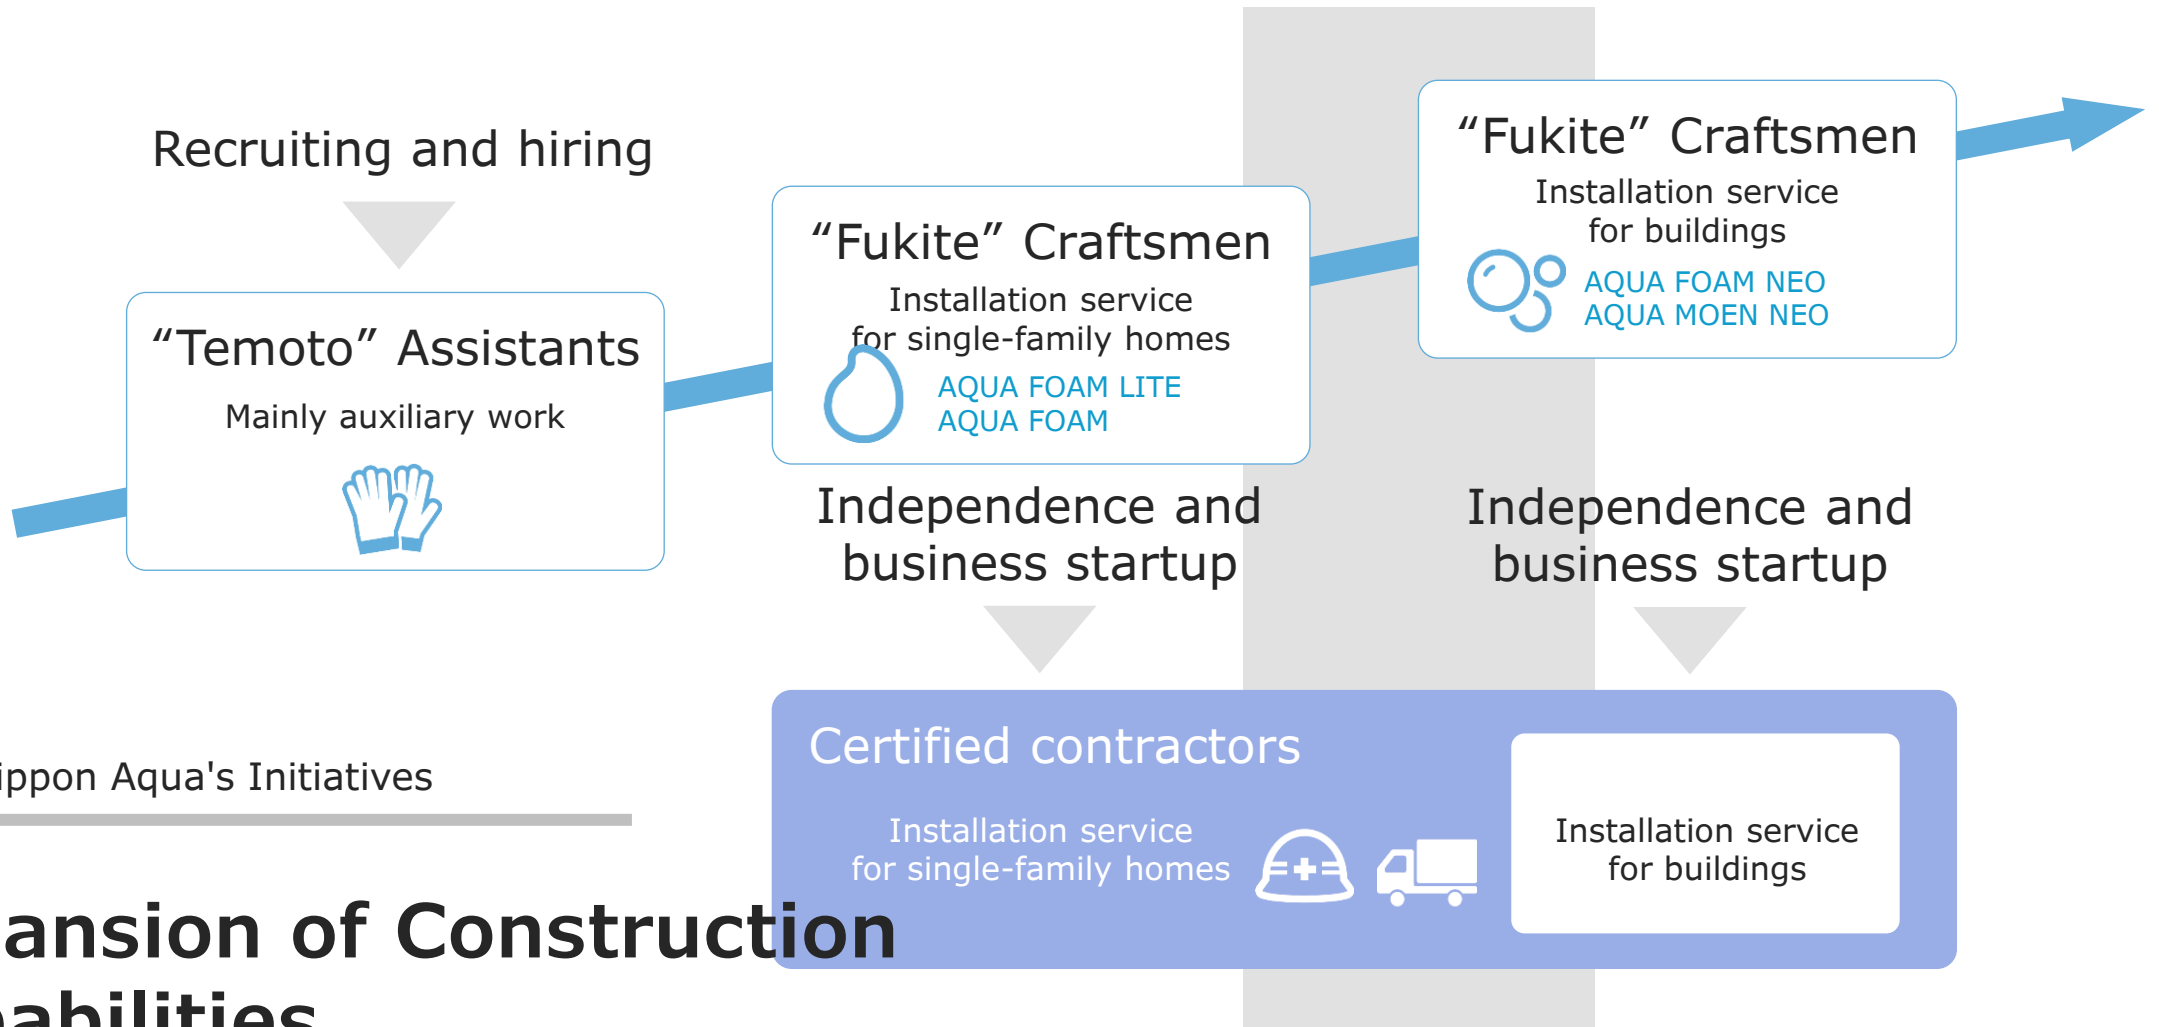 Recruiting and hiring
“Temoto” Assistants
Mainly auxiliary work
“Fukite” Craftsmen
Installation service
for single-family homes
AQUA FOAM LITE
AQUA FOAM
“Fukite” Craftsmen
Installation service
for buildings
AQUA FOAM NEO
AQUA MOEN NEO
Independence and
business startup
Independence and
business startup
Certified contractors
Installation service
for single-family homes
Installation service
for buildings
ippon Aqua's Initiatives
ansion of Construction
abilities